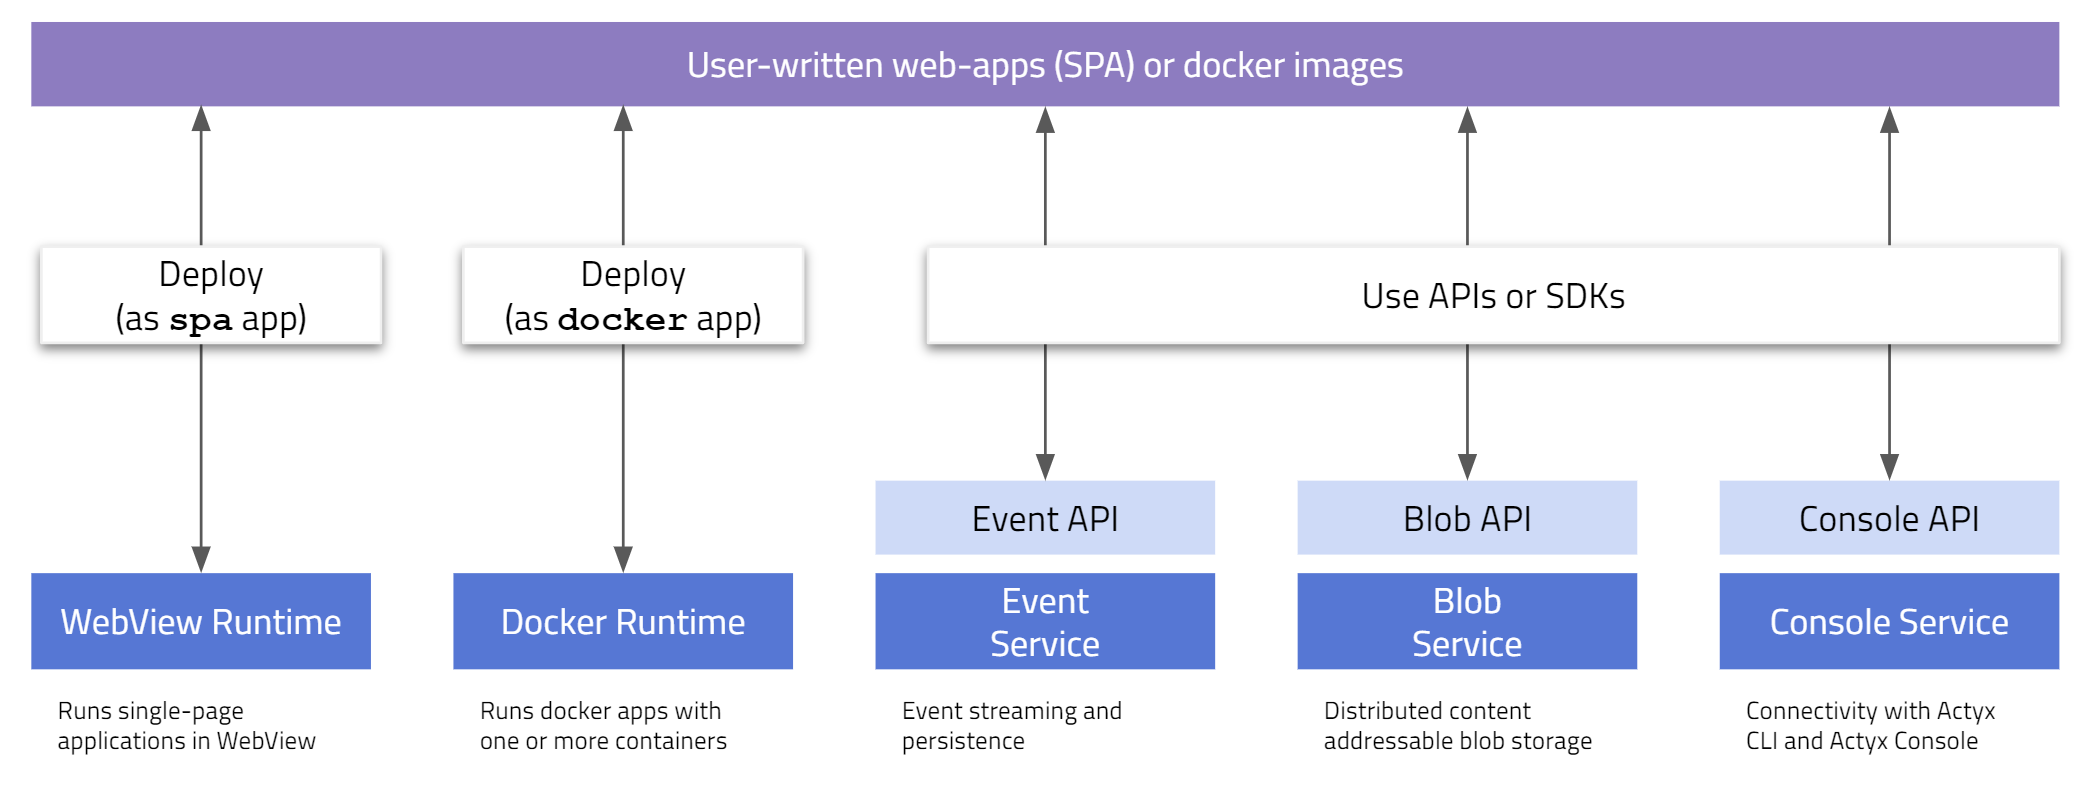 User-written web-apps (SPA) or docker images
Deploy
(as spa app)
Deploy
(as docker app)
Use APIs or SDKs
Event API
Blob API
Console API
WebView Runtime
Docker Runtime
Event
Service
Blob
Service
Console Service
Runs single-page
applications in WebView
Runs docker apps with
one or more containers
Event streaming and
persistence
Distributed content
addressable blob storage
Connectivity with Actyx
CLI and Actyx Console